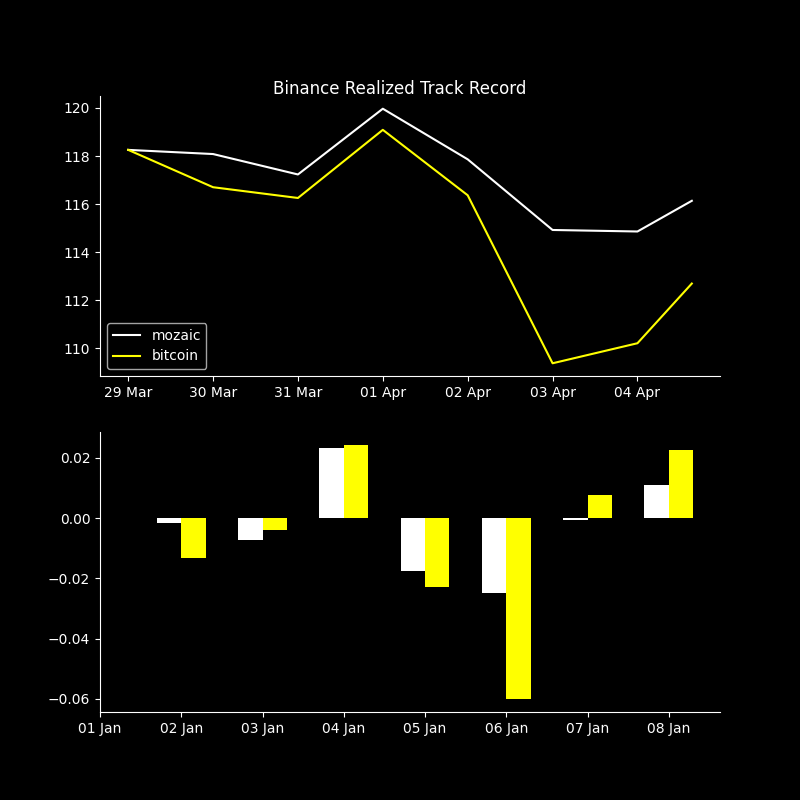 Binance Realized Track Record
120
118
116
114
112
110
mozaic
bitcoin
29 Mar 30 Mar 31 Mar 01 Apr 02 Apr 03 Apr 04 Apr
0.02
0.00
−0.02
−0.04
−0.06
01 Jan 02 Jan 03 Jan 04 Jan 05 Jan 06 Jan 07 Jan 08 Jan